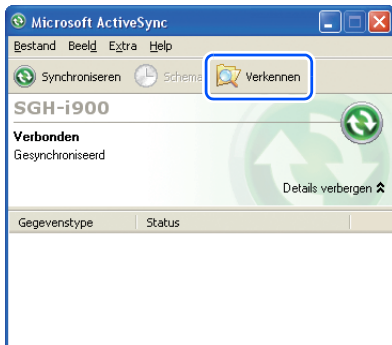 Microsoft ActiveSync
Bestand Beeld Extra Help
Synchroniseren Schema Verkennen
SGH-i900
Verbonden
Gesynchroniseerd
Details verbergen
Gegevenstype Status